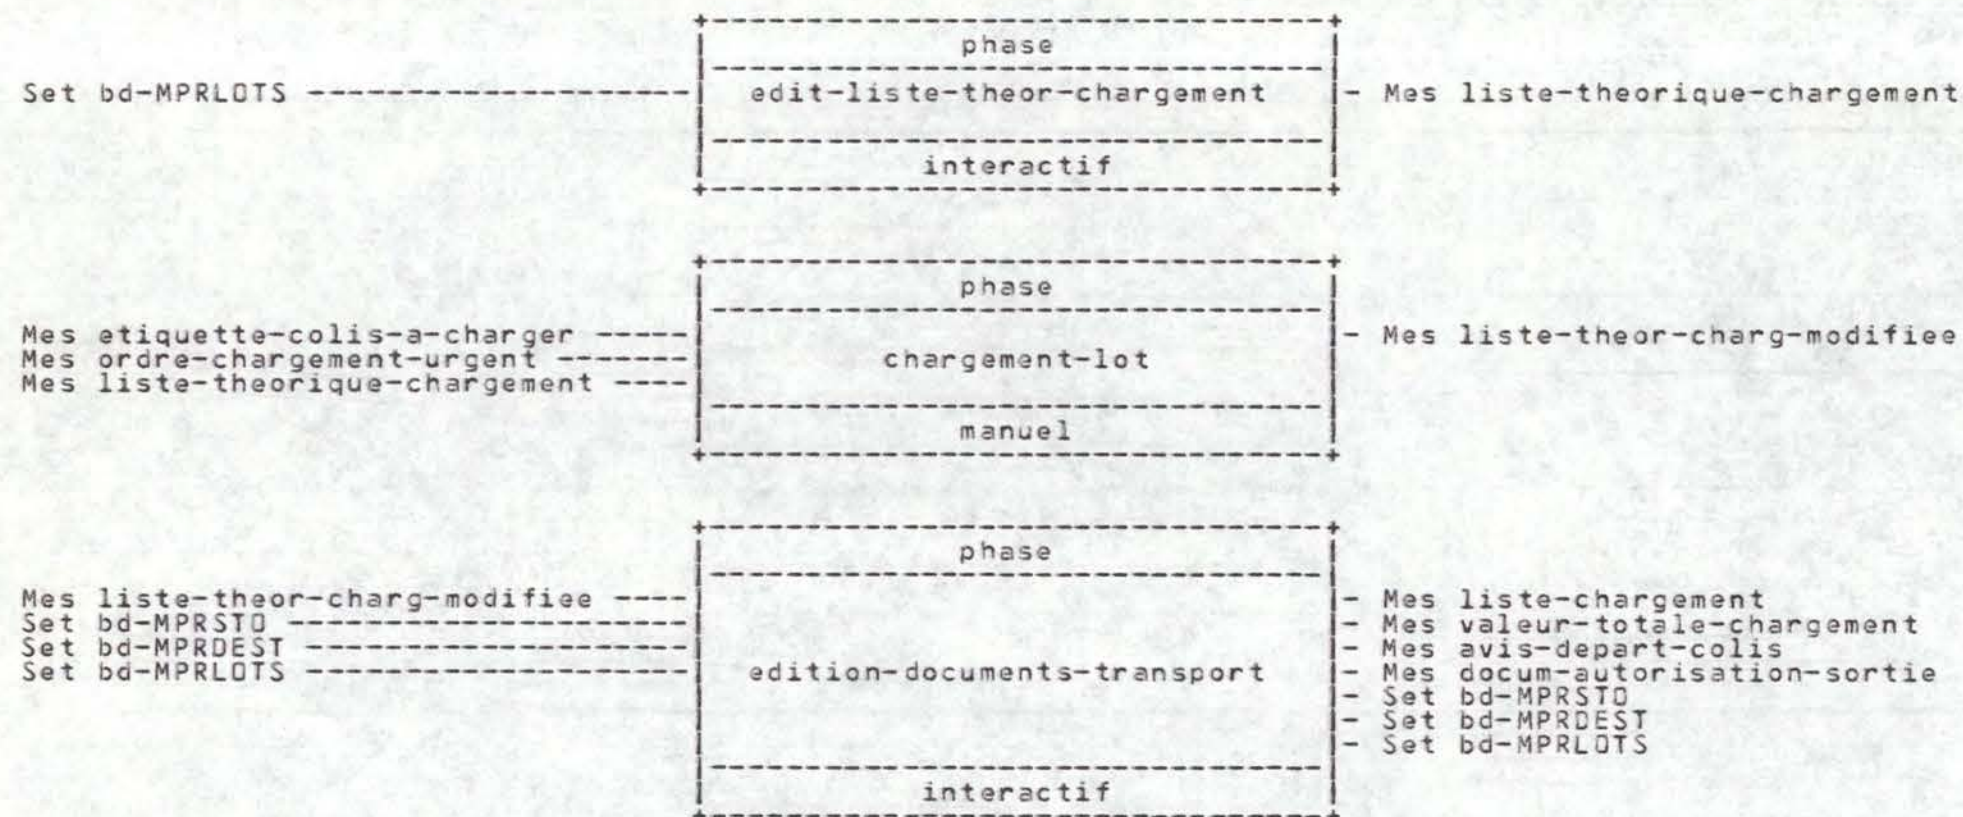 phase
Set bd-MPRLOTS edit-liste-theor-chargement Mes liste-theorique-chargement
interactif
phase
Mes etiquette-colis-a-charger Mes liste-theor-charg-modifiee
Mes ordre-chargement-urgent chargement-lot
Mes liste-theorique-chargement
manuel
phase
Mes liste-theor-charg-modifiee Mes liste-chargement
Set bd-MPRSTO Mes valeur-totale-chargement
Set bd-MPRDEST Mes avis-depart-colis
Set bd-MPRLOTS edition-documents-transport Mes docum-autorisation-sortie
Set bd-MPRSTO
Set bd-MPRDEST
Set bd-MPRLOTS
interactif